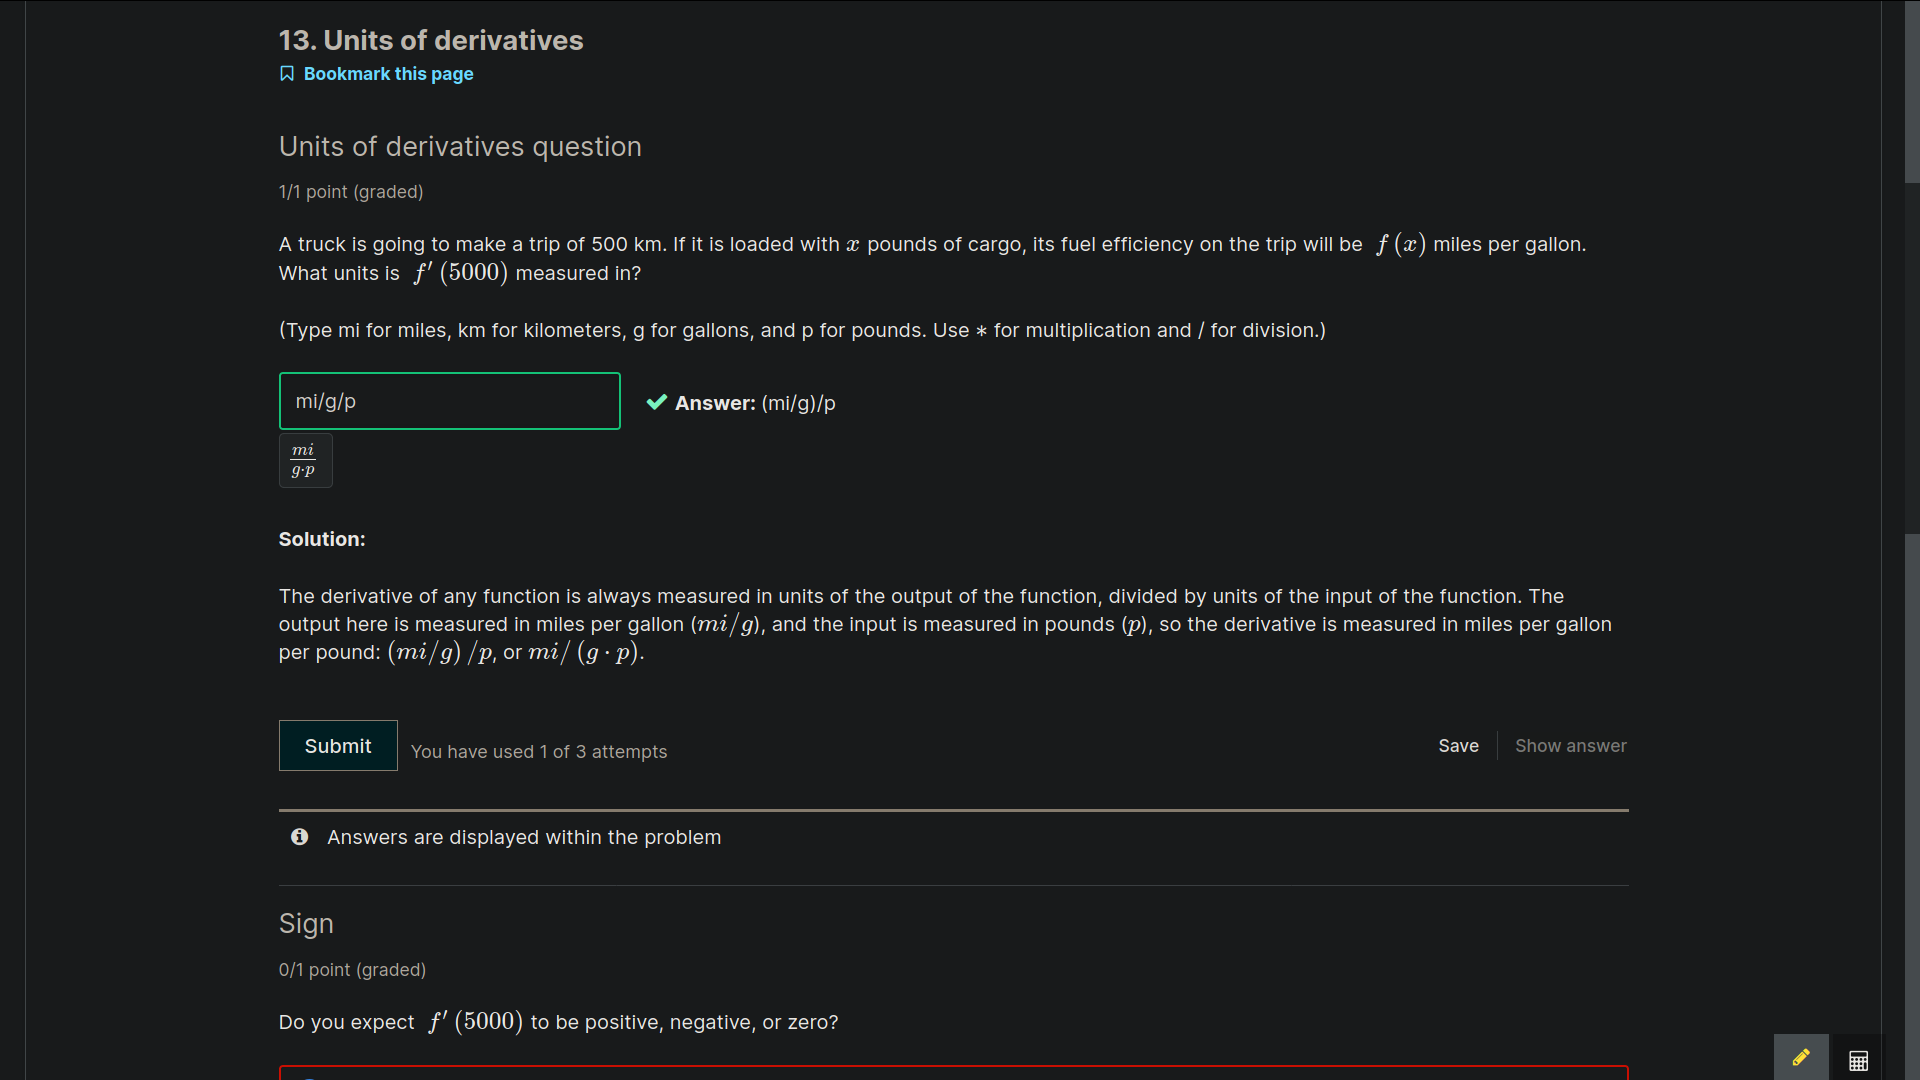 13. Units of derivatives
Bookmark this page
Units of derivatives question
1/1 point (graded)
A truck is going to make a trip of 500 km. If it is loaded with x pounds of cargo, its fuel efficiency on the trip will be f (x) miles per gallon.
What units is f′ (5000) measured in?
(Type mi for miles, km for kilometers, g for gallons, and p for pounds. Use * for multiplication and / for division.)
mi/g/p
Answer: (mi/g)/p
mi
g·p
Solution:
The derivative of any function is always measured in units of the output of the function, divided by units of the input of the function. The
output here is measured in miles per gallon (mi/g), and the input is measured in pounds (p), so the derivative is measured in miles per gallon
per pound: (mi/g) /p, or mi/ (g · p).
Submit
You have used 1 of 3 attempts
Save
Show answer
Answers are displayed within the problem
Sign
0/1 point (graded)
Do you expect f′ (5000) to be positive, negative, or zero?